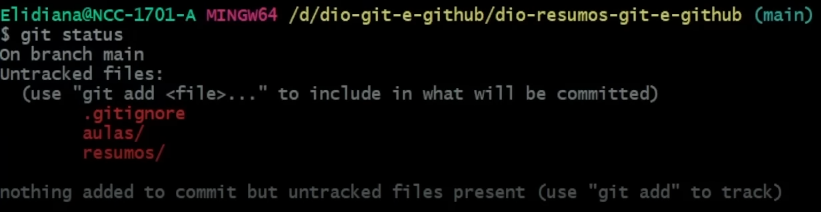 Elidiana@NCC-1701-A MINGW64 /d/dio-git-e-github/dio-resumos-git-e-github (main)
$ git status
On branch main
Untracked files:
  (use "git add <file>..." to include in what will be committed)
        .gitignore
        aulas/
        resumos/

nothing added to commit but untracked files present (use "git add" to track)